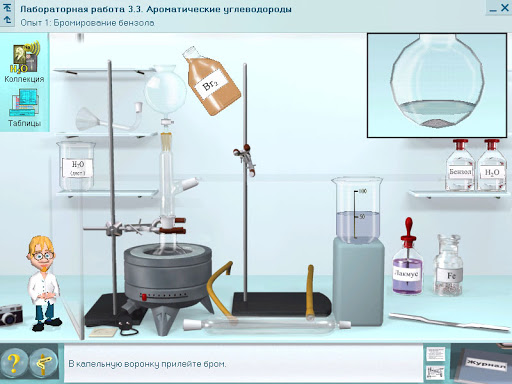 Лабораторная работа 3.3. Ароматические углеводороды
Опыт 1: Бромирование бензола
H₂O
Коллекция
Таблицы
Br₂
H₂O
(дист.)
100
50
Бензол
H₂O
Лакмус
Fe
?
В капельную воронку прилейте бром.
Журнал